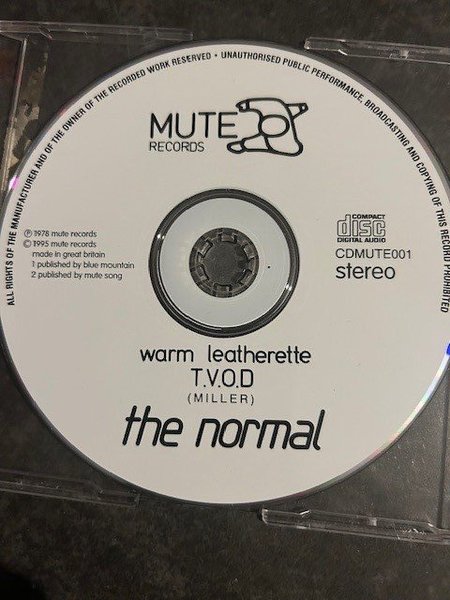 ALL RIGHTS OF THE MANUFACTURER AND OF THE OWNER OF THE RECORDED WORK RESERVED • UNAUTHORISED PUBLIC PERFORMANCE, BROADCASTING AND COPYING OF THIS RECORD PROHIBITED
MUTE
RECORDS
℗ 1978 mute records
© 1995 mute records
made in great britain
1 published by blue mountain
2 published by mute song
COMPACT
disc
DIGITAL AUDIO
CDMUTE001
stereo
warm leatherette
T.V.O.D
(MILLER)
the normal